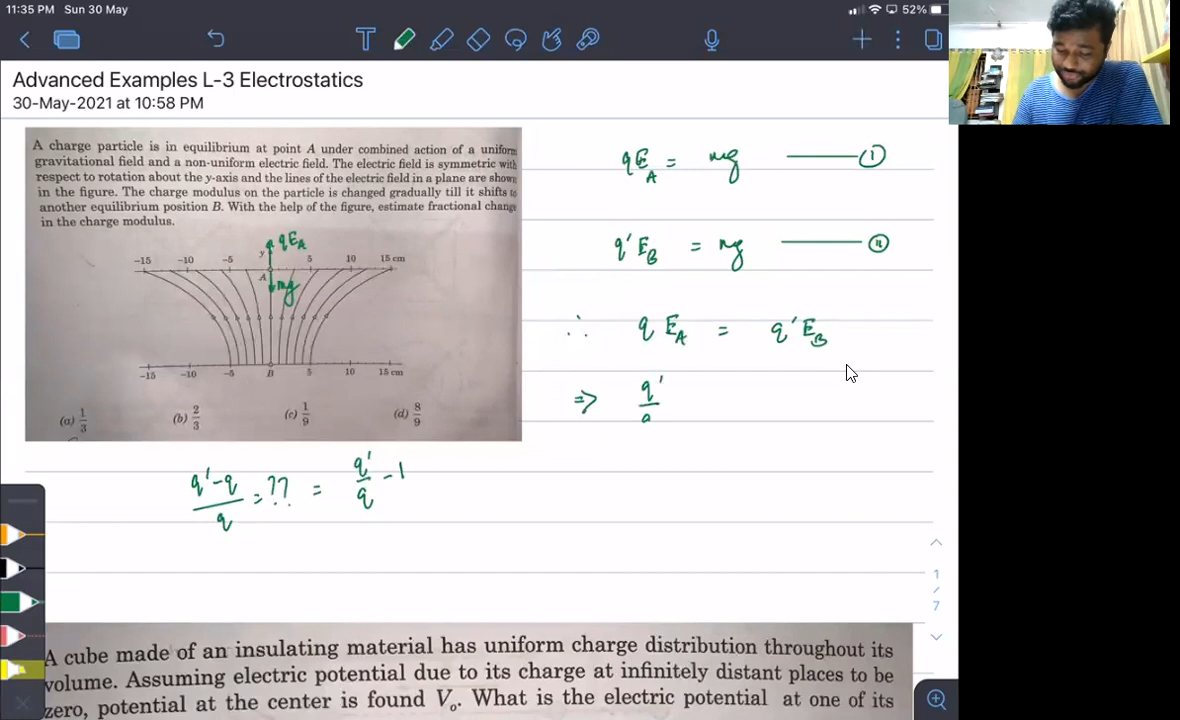 11:35 PM Sun 30 May
52%
Advanced Examples L-3 Electrostatics
30-May-2021 at 10:58 PM
A charge particle is in equilibrium at point A under combined action of a uniform
gravitational field and a non-uniform electric field. The electric field is symmetric with
respect to rotation about the y-axis and the lines of the electric field in a plane are shown
in the figure. The charge modulus on the particle is changed gradually till it shifts to
another equilibrium position B. With the help of the figure, estimate fractional change
in the charge modulus.
y qE_A
-15 -10 -5 5 10 15 cm
A mg
-15 -10 -5 B 5 10 15 cm
(a) 1/3 (b) 2/3 (c) 1/9 (d) 8/9
qE_A = mg —— ①
q'E_B = mg —— ②
∴ qE_A = q'E_B
=> q'/q
(q'-q)/q = ?? = q'/q - 1
1
/
7
A cube made of an insulating material has uniform charge distribution throughout its
volume. Assuming electric potential due to its charge at infinitely distant places to be
zero, potential at the center is found V_o. What is the electric potential at one of its